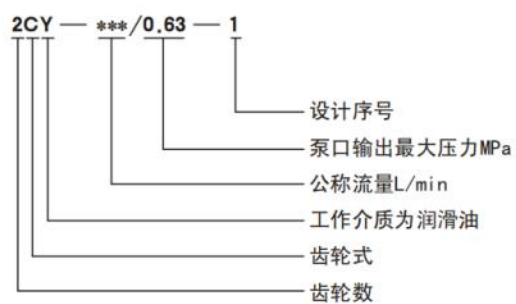 2CY — ***/0.63 — 1
设计序号
泵口输出最大压力MPa
公称流量L/min
工作介质为润滑油
齿轮式
齿轮数